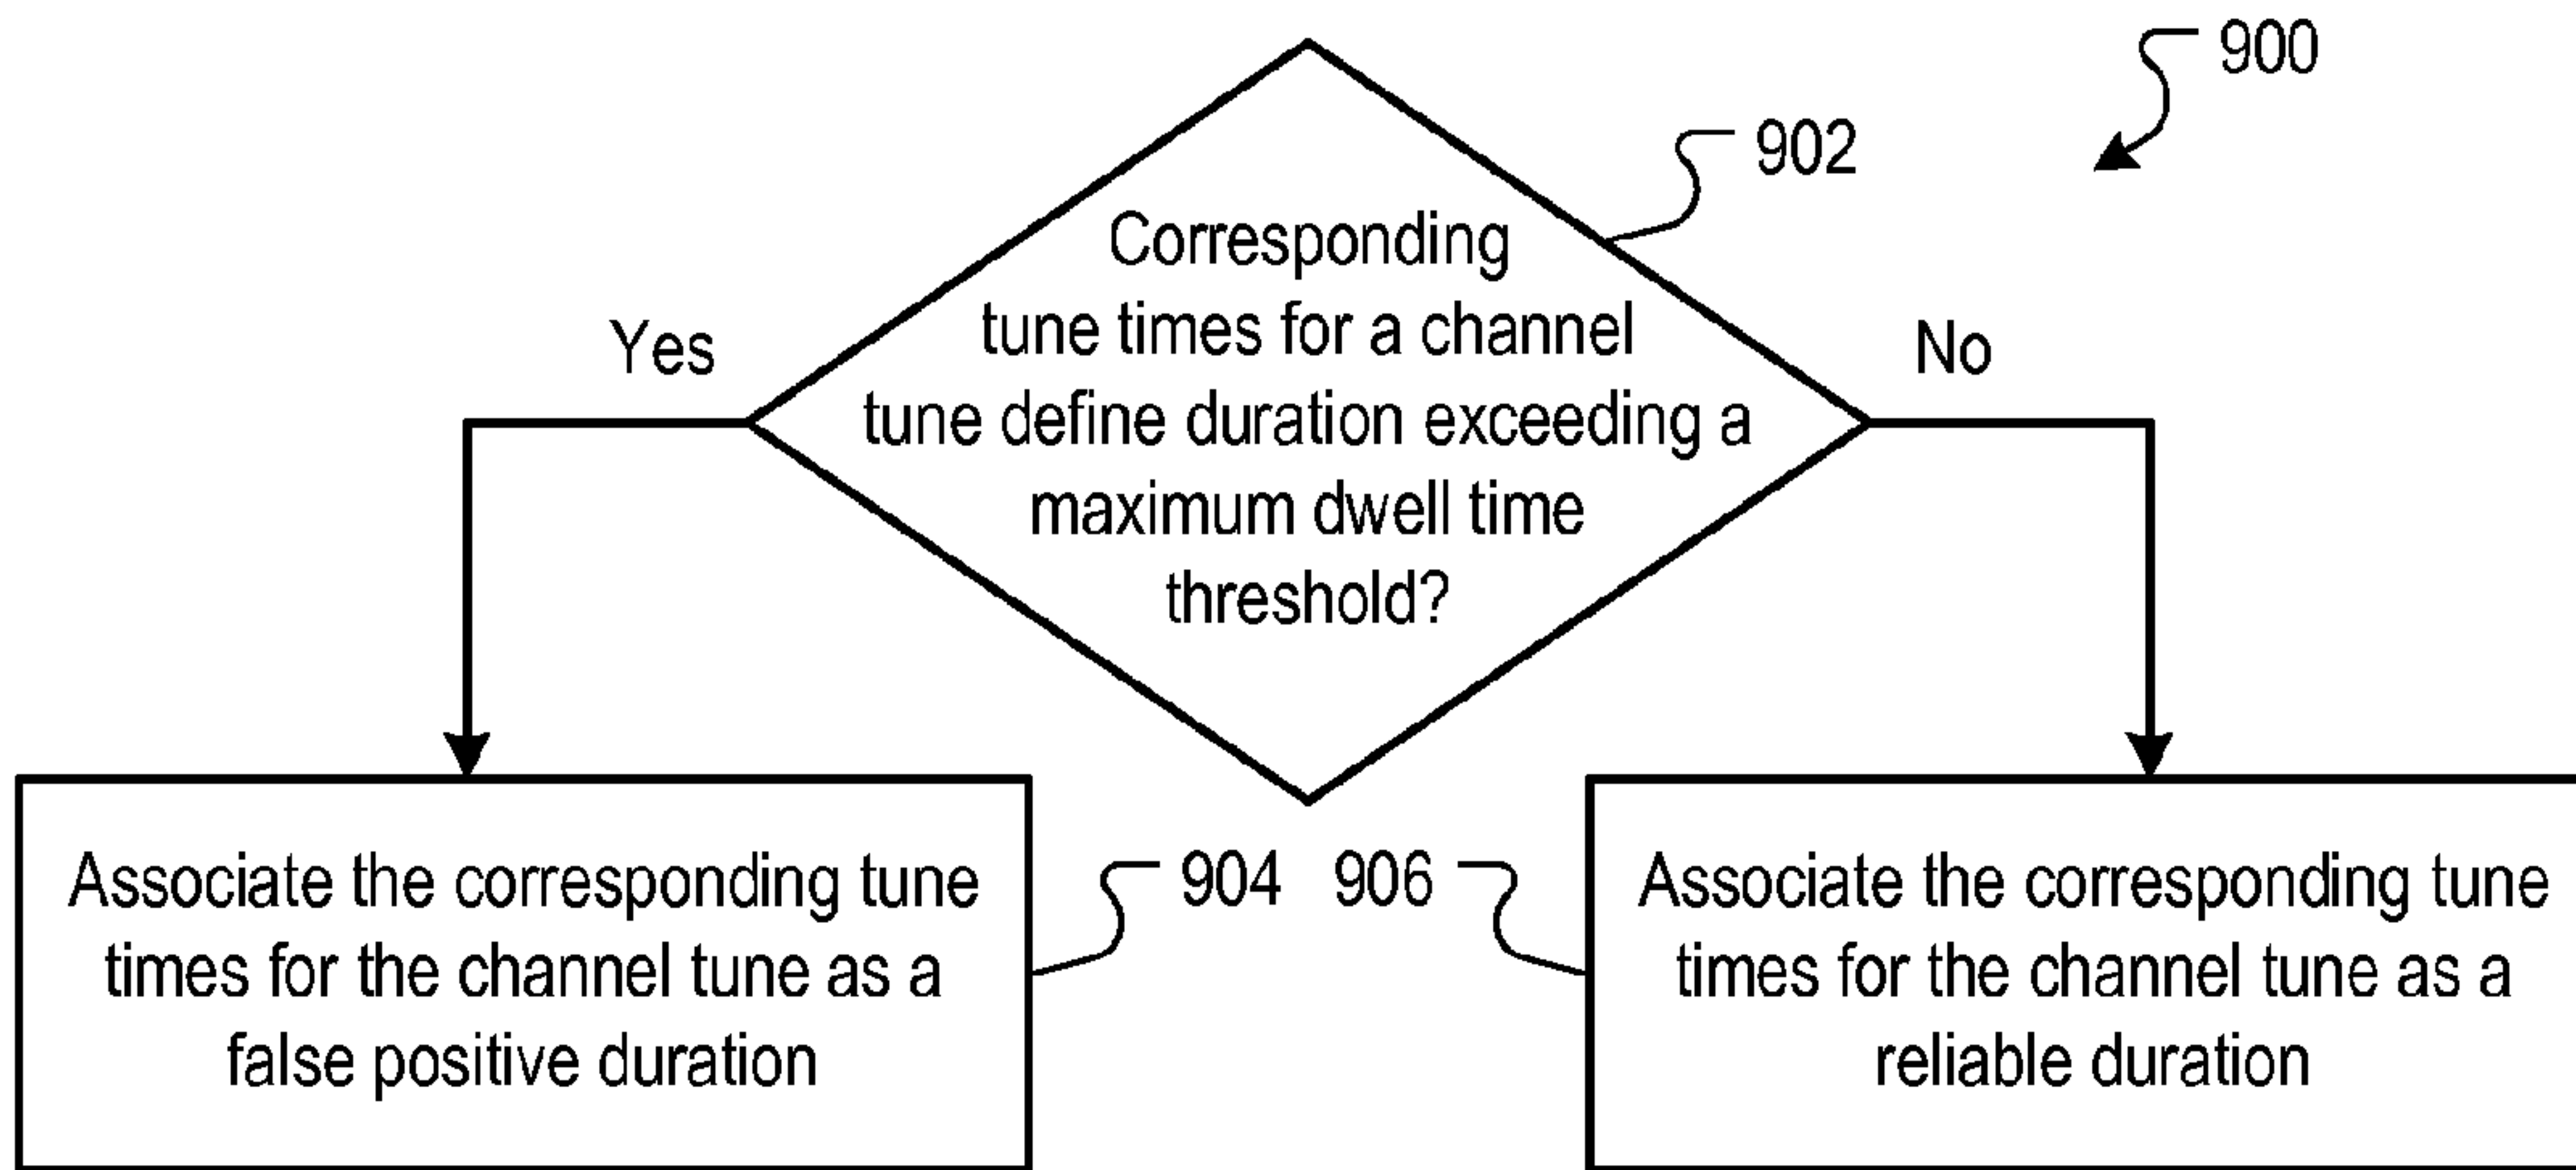 900
902
Corresponding
tune times for a channel
tune define duration exceeding a
maximum dwell time
threshold?
Yes
No
Associate the corresponding tune
times for the channel tune as a
false positive duration
904
906
Associate the corresponding tune
times for the channel tune as a
reliable duration